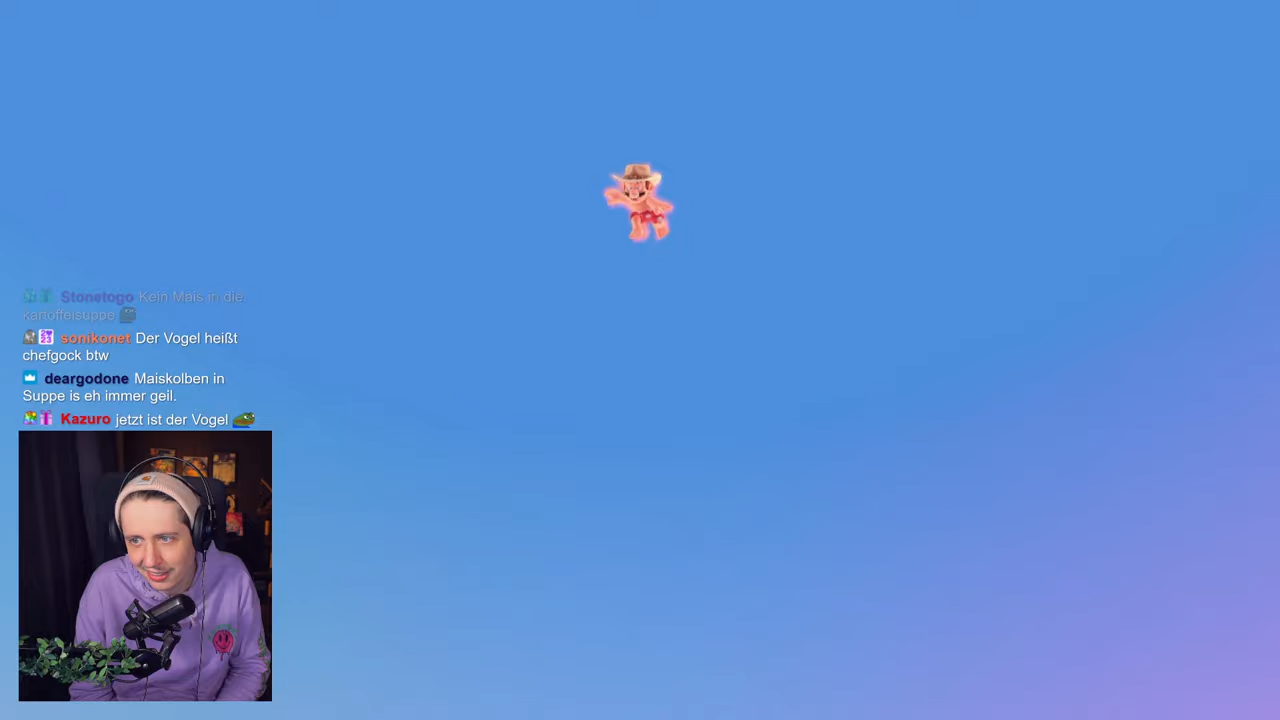 Stonetogo Kein Mais in die
kartoffelsuppe
sonikonet Der Vogel heißt
chefgock btw
deargodone Maiskolben in
Suppe is eh immer geil.
Kazuro jetzt ist der Vogel